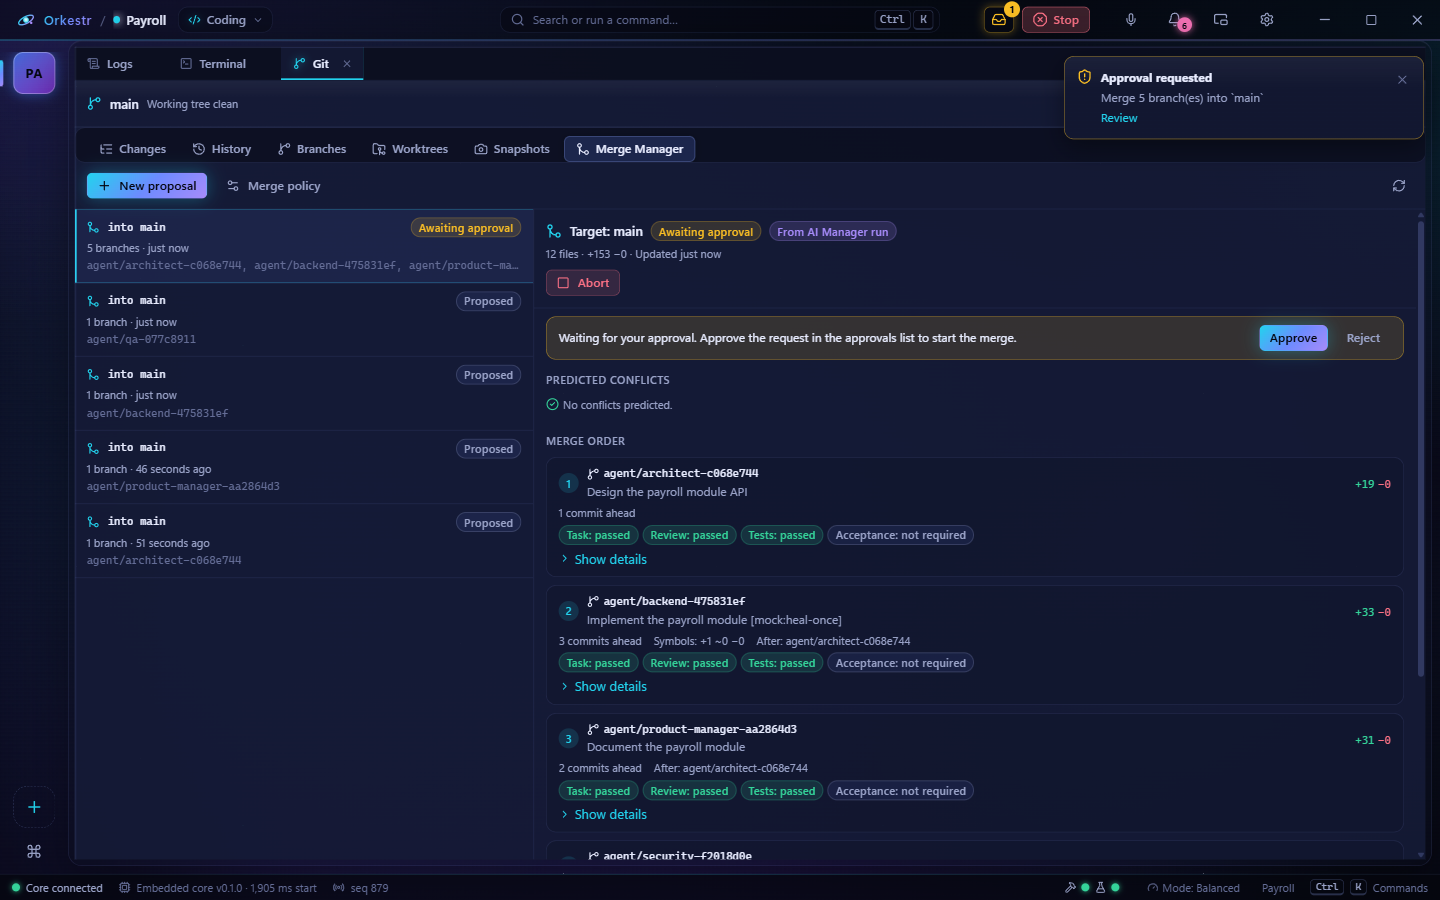 Orkestr / Payroll Coding
Search or run a command... Ctrl K
1
Stop
6
PA
Logs Terminal Git
main Working tree clean
Approval requested
Merge 5 branch(es) into `main`
Review
Changes History Branches Worktrees Snapshots Merge Manager
New proposal Merge policy
into main Awaiting approval
5 branches · just now
agent/architect-c068e744, agent/backend-475831ef, agent/product-ma…
into main Proposed
1 branch · just now
agent/qa-077c8911
into main Proposed
1 branch · just now
agent/backend-475831ef
into main Proposed
1 branch · 46 seconds ago
agent/product-manager-aa2864d3
into main Proposed
1 branch · 51 seconds ago
agent/architect-c068e744
Target: main Awaiting approval From AI Manager run
12 files · +153 −0 · Updated just now
Abort
Waiting for your approval. Approve the request in the approvals list to start the merge. Approve Reject
PREDICTED CONFLICTS
No conflicts predicted.
MERGE ORDER
1 agent/architect-c068e744
Design the payroll module API
+19 −0
1 commit ahead
Task: passed Review: passed Tests: passed Acceptance: not required
Show details
2 agent/backend-475831ef
Implement the payroll module [mock:heal-once]
+33 −0
3 commits ahead Symbols: +1 ~0 −0 After: agent/architect-c068e744
Task: passed Review: passed Tests: passed Acceptance: not required
Show details
3 agent/product-manager-aa2864d3
Document the payroll module
+31 −0
2 commits ahead After: agent/architect-c068e744
Task: passed Review: passed Tests: passed Acceptance: not required
Show details
agent/security-f2018d0e
Core connected Embedded core v0.1.0 · 1,905 ms start seq 879
Mode: Balanced Payroll Ctrl K Commands